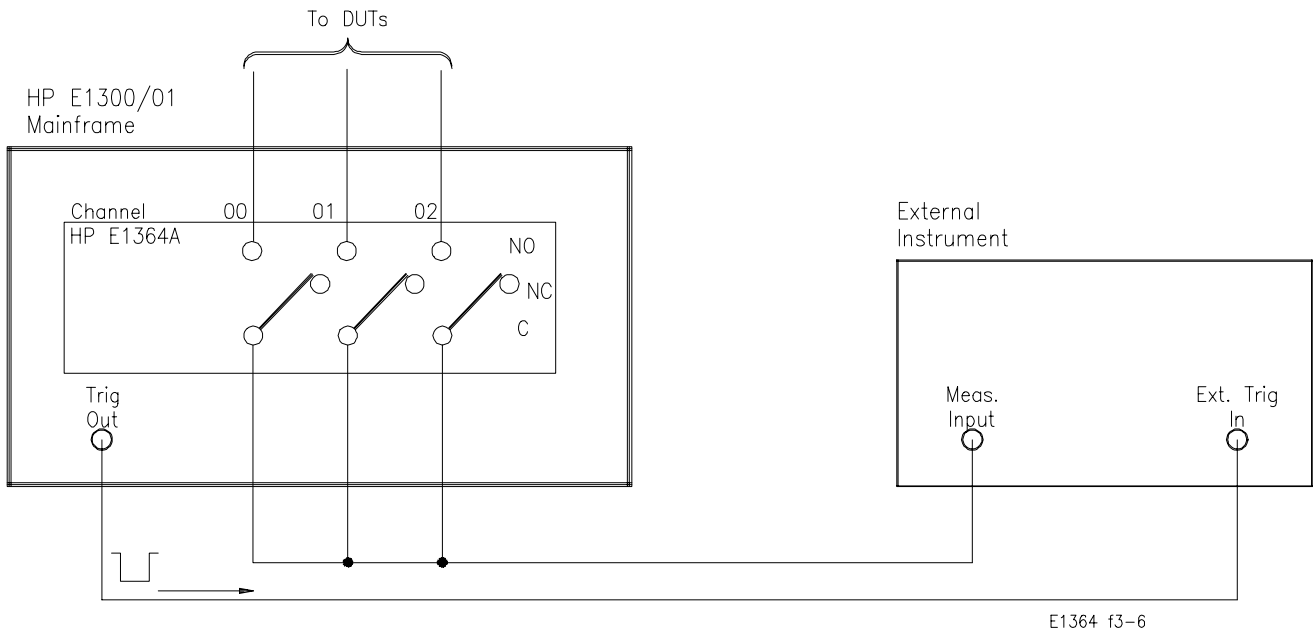 To DUTs
HP E1300/01
Mainframe
Channel 00 01 02
HP E1364A
NO
NC
C
Trig
Out
External
Instrument
Meas.
Input
Ext. Trig
In
E1364 f3-6